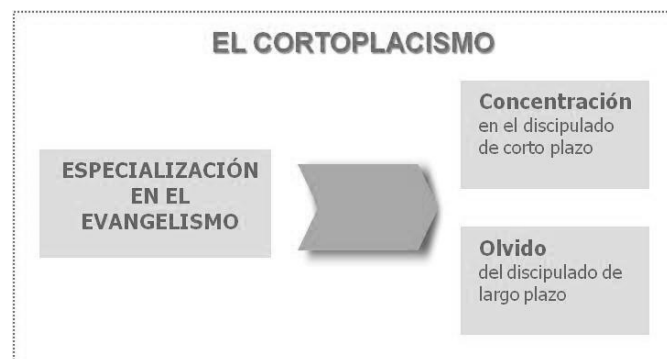 EL CORTOPLACISMO
ESPECIALIZACIÓN
EN EL
EVANGELISMO
Concentración
en el discipulado
de corto plazo
Olvido
del discipulado de
largo plazo